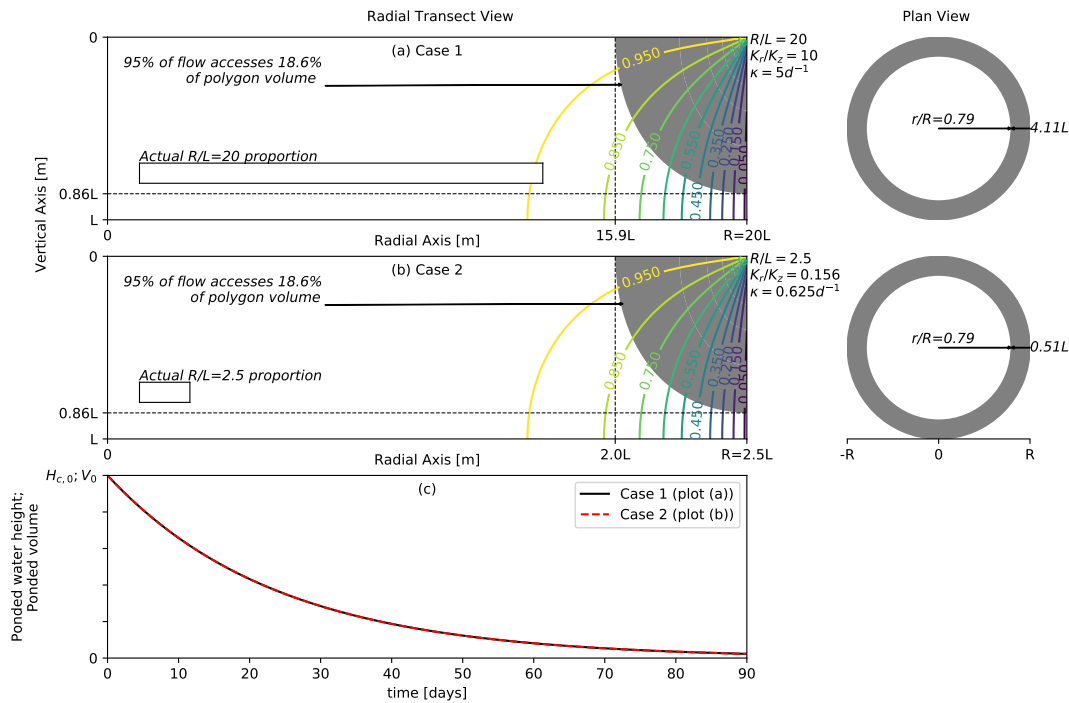 Radial Transect View
Plan View
(a) Case 1
95% of flow accesses 18.6%
of polygon volume
Actual R/L=20 proportion
R/L = 20
K_r/K_z = 10
κ = 5d^{-1}
0.950
0.850
0.750
0.550
0.450
0.350
0.250
0.150
0.050
0
0.86L
L
Vertical Axis [m]
0
Radial Axis [m]
15.9L
R=20L
r/R=0.79
4.11L
(b) Case 2
95% of flow accesses 18.6%
of polygon volume
Actual R/L=2.5 proportion
R/L = 2.5
K_r/K_z = 0.156
κ = 0.625d^{-1}
0.950
0.850
0.750
0.550
0.450
0.350
0.250
0.150
0.050
0
0.86L
L
0
Radial Axis [m]
2.0L
R=2.5L
r/R=0.79
0.51L
-R
0
R
(c)
Case 1 (plot (a))
Case 2 (plot (b))
H_{c,0}; V_0
0
Ponded water height;
Ponded volume
0
10
20
30
40
50
60
70
80
90
time [days]